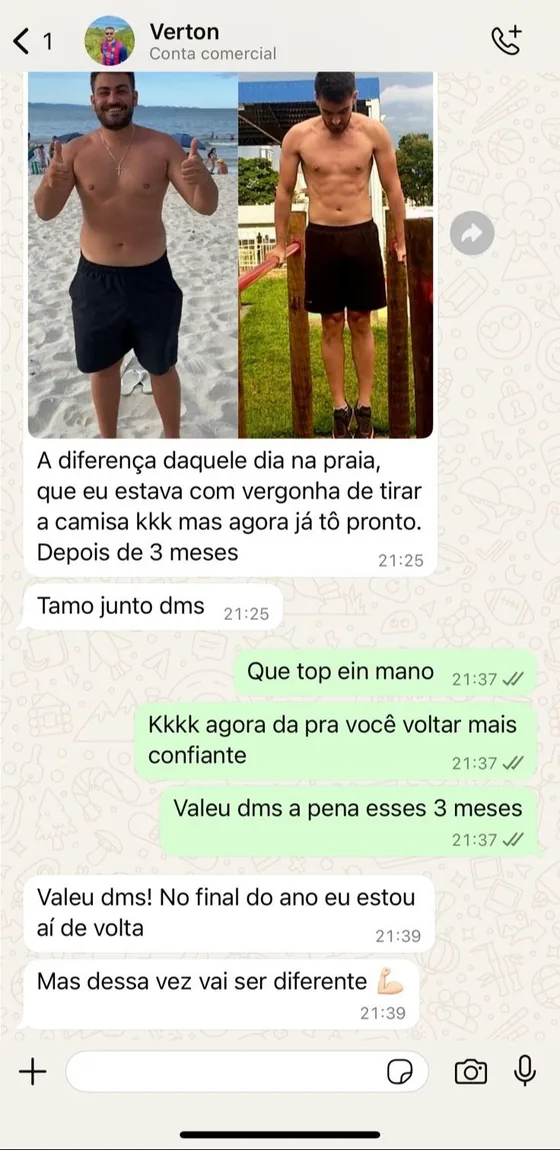 1
Verton
Conta comercial
A diferença daquele dia na praia,
que eu estava com vergonha de tirar
a camisa kkk mas agora já tô pronto.
Depois de 3 meses
21:25
Tamo junto dms
21:25
Que top ein mano
21:37
Kkkk agora da pra você voltar mais
confiante
21:37
Valeu dms a pena esses 3 meses
21:37
Valeu dms! No final do ano eu estou
aí de volta
21:39
Mas dessa vez vai ser diferente 💪🏻
21:39